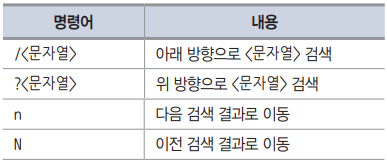 명령어 내용
/<문자열> 아래 방향으로 <문자열> 검색
?<문자열> 위 방향으로 <문자열> 검색
n 다음 검색 결과로 이동
N 이전 검색 결과로 이동